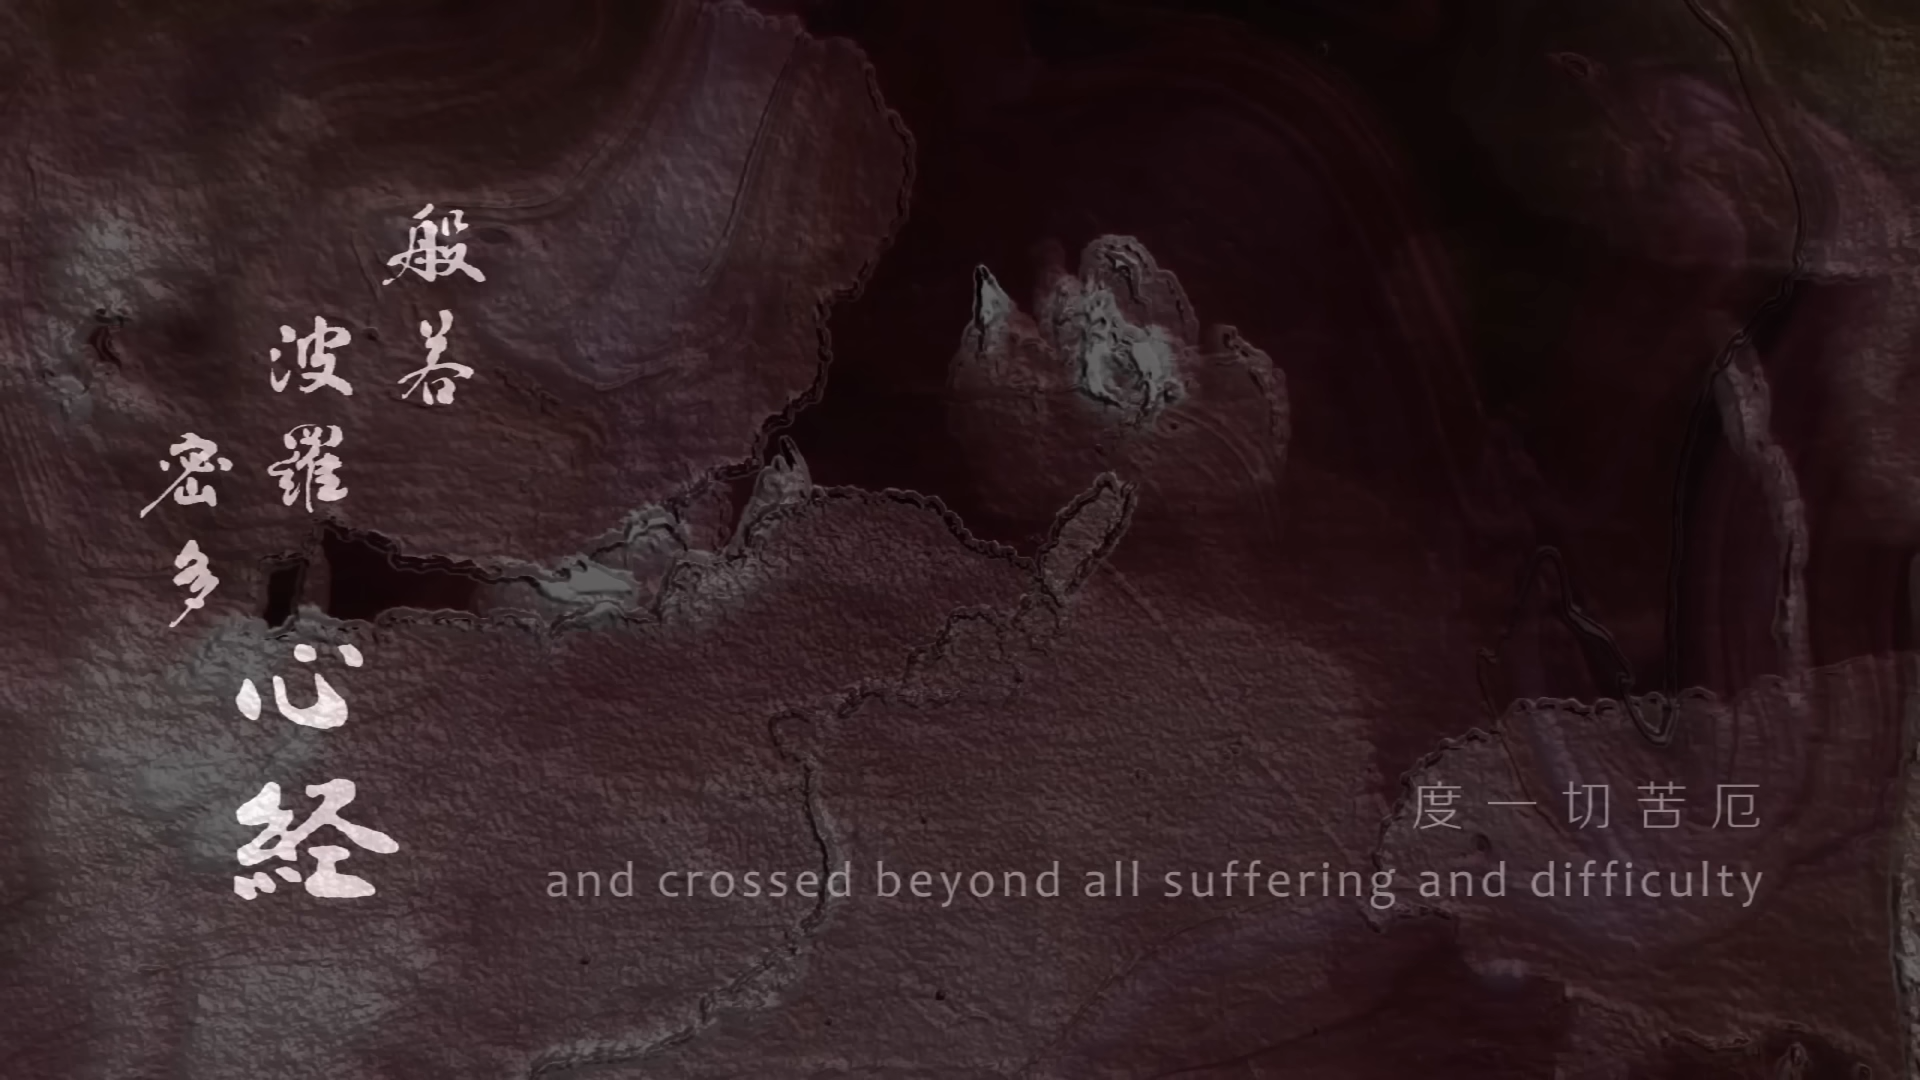 般若
波羅
密多
心経
度一切苦厄
and crossed beyond all suffering and difficulty